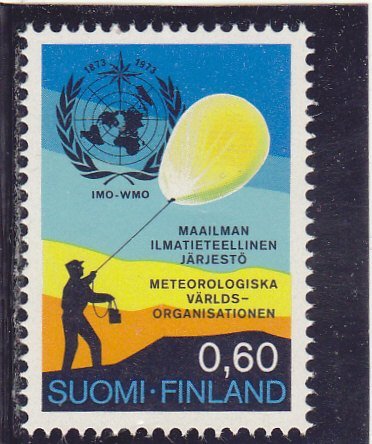 1873 1973
IMO-WMO
MAAILMAN
ILMATIETEELLINEN
JÄRJESTÖ
METEOROLOGISKA
VÄRLDS-
ORGANISATIONEN
0,60
SUOMI·FINLAND